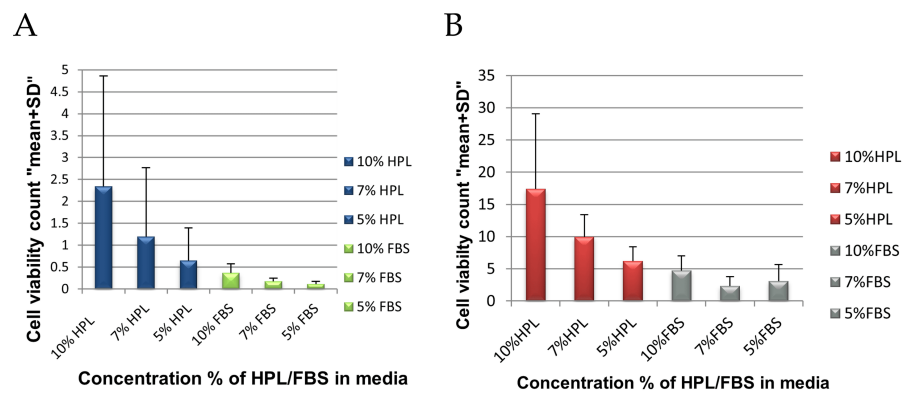 A
Cell viability count "mean+SD"
5
4.5
4
3.5
3
2.5
2
1.5
1
0.5
0
10% HPL
7% HPL
5% HPL
10% FBS
7% FBS
5% FBS
Concentration % of HPL/FBS in media
10% HPL
7% HPL
5% HPL
10% FBS
7% FBS
5% FBS
B
Cell viabiilty count "mean+SD"
35
30
25
20
15
10
5
0
10%HPL
7%HPL
5%HPL
10%FBS
7%FBS
5%FBS
Concentration % of HPL/FBS in media
10%HPL
7%HPL
5%HPL
10%FBS
7%FBS
5%FBS